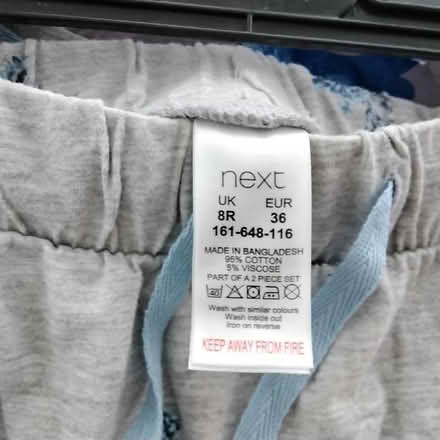 next
UK EUR
8R 36
161-648-116
MADE IN BANGLADESH
95% COTTON
5% VISCOSE
PART OF A 2 PIECE SET
40
Wash with similar colours
Wash inside out
Iron on reverse
KEEP AWAY FROM FIRE